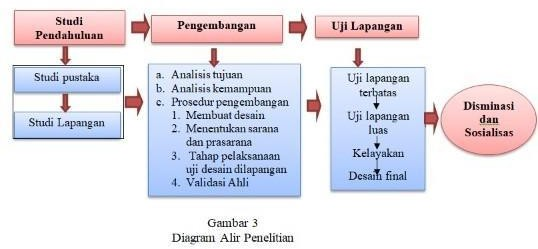 Studi
Pendahuluan
Pengembangan
Uji Lapangan
Studi pustaka
Studi Lapangan
a. Analisis tujuan
b. Analisis kemampuan
c. Prosedur pengembangan
1. Membuat desain
2. Menentukan sarana
dan prasarana
3. Tahap pelaksanaan
uji desain dilapangan
4. Validasi Ahli
Uji lapangan
terbatas
Uji lapangan
luas
Kelayakan
Desain final
Disminasi
dan
Sosialisas
Gambar 3
Diagram Alir Penelitian